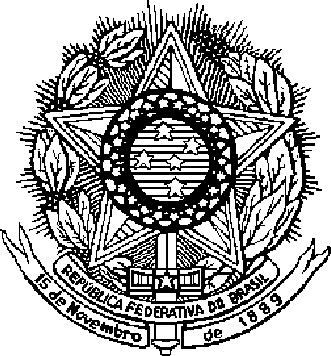 REPUBLICA FEDERATIVA DO BRASIL
15 de Novembro de 1889